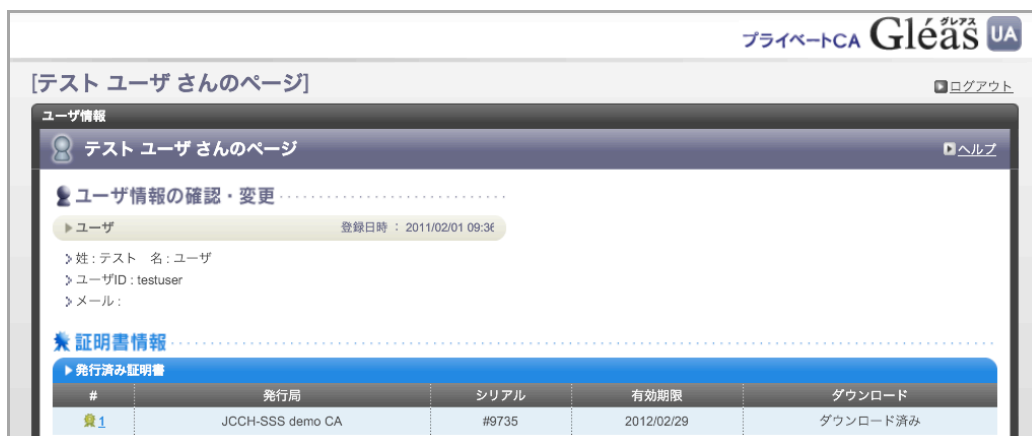 プライベートCA Gléas グレアス UA
[テスト ユーザ さんのページ]
ログアウト
ユーザ情報
テスト ユーザ さんのページ
ヘルプ
ユーザ情報の確認・変更
ユーザ 登録日時 : 2011/02/01 09:36
姓 : テスト 名 : ユーザ
ユーザID : testuser
メール :
証明書情報
発行済み証明書
# 発行局 シリアル 有効期限 ダウンロード
1 JCCH-SSS demo CA #9735 2012/02/29 ダウンロード済み